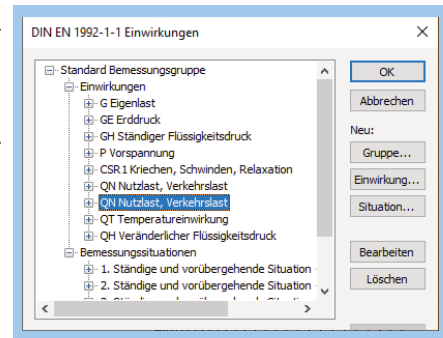 DIN EN 1992-1-1 Einwirkungen
Standard Bemessungsgruppe
Einwirkungen
G Eigenlast
GE Erddruck
GH Ständiger Flüssigkeitsdruck
P Vorspannung
CSR1 Kriechen, Schwinden, Relaxation
QN Nutzlast, Verkehrslast
QN Nutzlast, Verkehrslast
QT Temperatureinwirkung
QH Veränderlicher Flüssigkeitsdruck
Bemessungssituationen
1. Ständige und vorübergehende Situation
2. Ständige und vorübergehende Situation
OK
Abbrechen
Neu:
Gruppe...
Einwirkung...
Situation...
Bearbeiten
Löschen